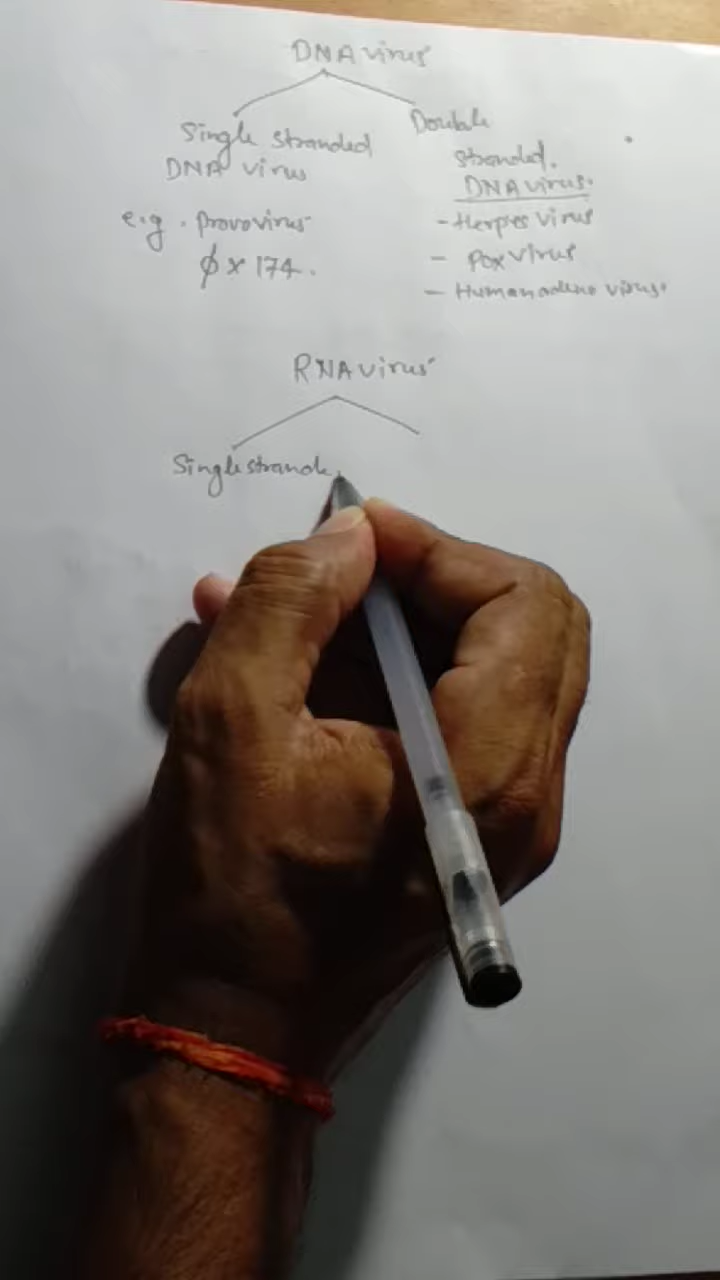 DNA virus
Single stranded
DNA virus
e.g. Provovirus
ϕ x 174.
Double
stranded.
DNA virus.
- Herpes virus
- Pox virus
- Human adeno virus.
RNA virus
Single strande